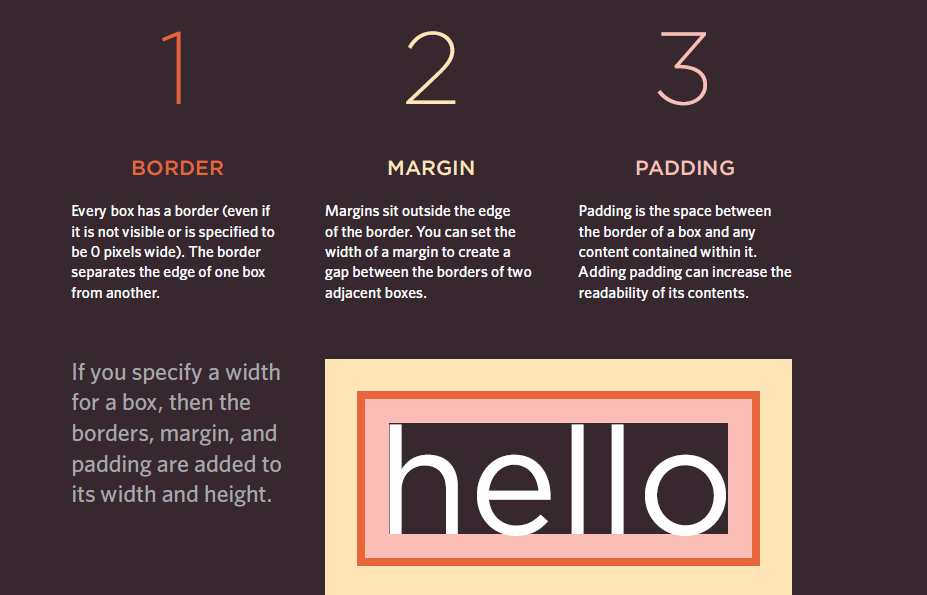 1
2
3
BORDER
MARGIN
PADDING
Every box has a border (even if
it is not visible or is specified to
be 0 pixels wide). The border
separates the edge of one box
from another.
Margins sit outside the edge
of the border. You can set the
width of a margin to create a
gap between the borders of two
adjacent boxes.
Padding is the space between
the border of a box and any
content contained within it.
Adding padding can increase the
readability of its contents.
If you specify a width
for a box, then the
borders, margin, and
padding are added to
its width and height.
hello